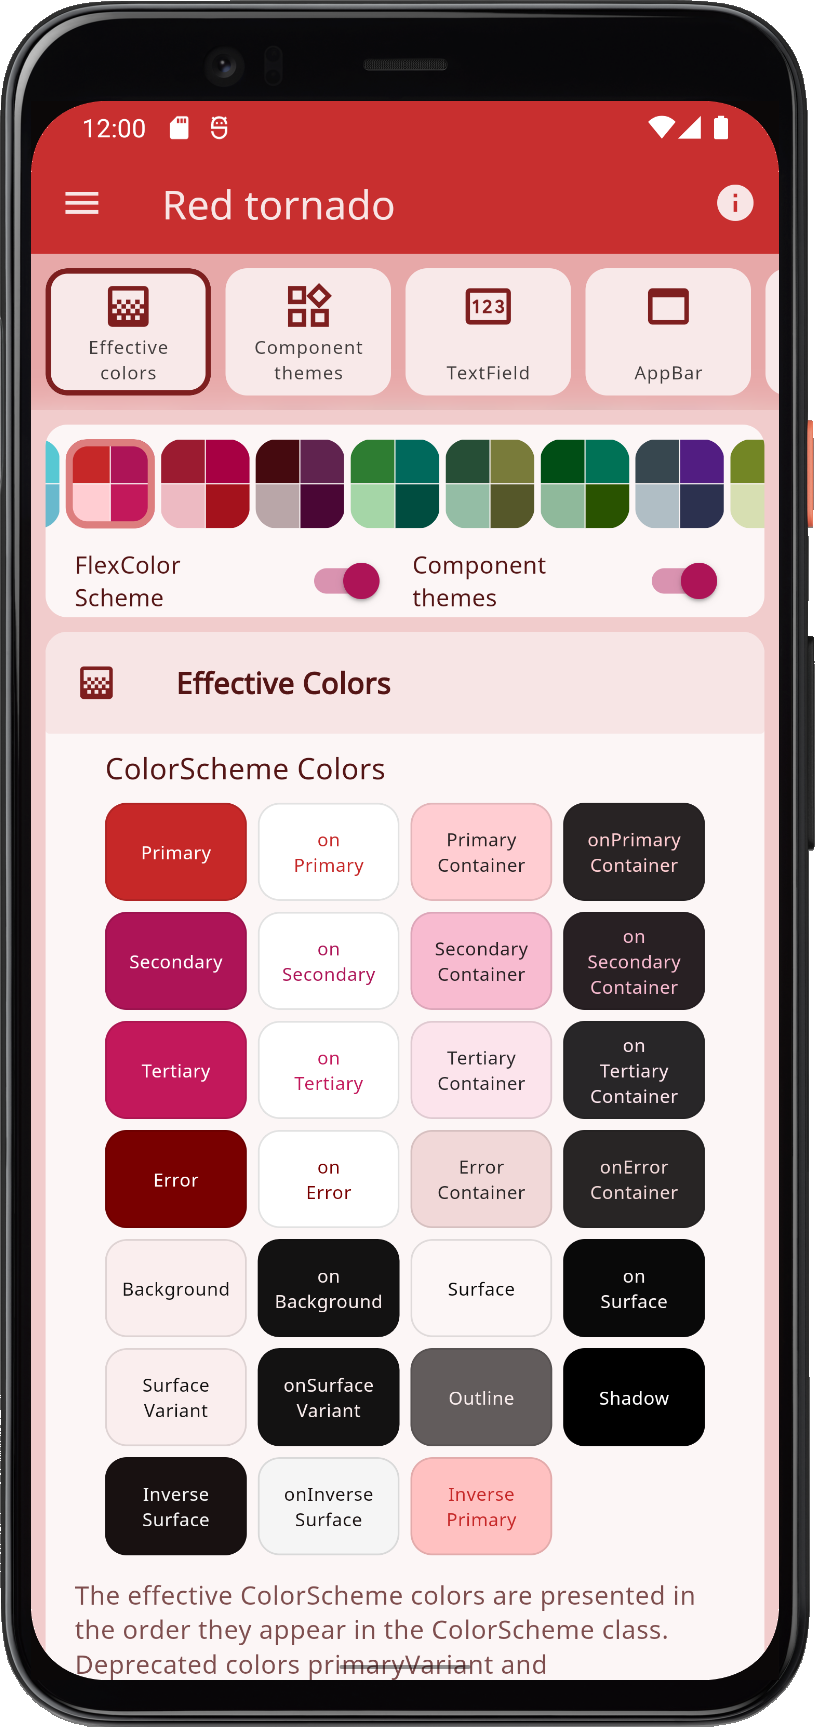 12:00
Red tornado
Effective
colors
Component
themes
123
TextField
AppBar
FlexColor
Scheme
Component
themes
Effective Colors
ColorScheme Colors
Primary
on
Primary
Primary
Container
onPrimary
Container
Secondary
on
Secondary
Secondary
Container
on
Secondary
Container
Tertiary
on
Tertiary
Tertiary
Container
on
Tertiary
Container
Error
on
Error
Error
Container
onError
Container
Background
on
Background
Surface
on
Surface
Surface
Variant
onSurface
Variant
Outline
Shadow
Inverse
Surface
onInverse
Surface
Inverse
Primary
The effective ColorScheme colors are presented in
the order they appear in the ColorScheme class.
Deprecated colors primaryVariant and